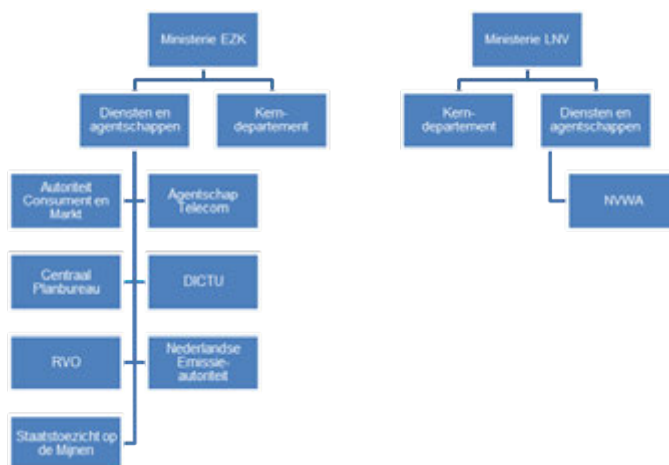 Ministerie EZK
Ministerie LNV
Diensten en
agentschappen
Kern-
departement
Kern-
departement
Diensten en
agentschappen
Autoriteit
Consument en
Markt
Agentschap
Telecom
NVWA
Centraal
Planbureau
DICTU
RVO
Nederlandse
Emissie-
autoriteit
Staatstoezicht op
de Mijnen